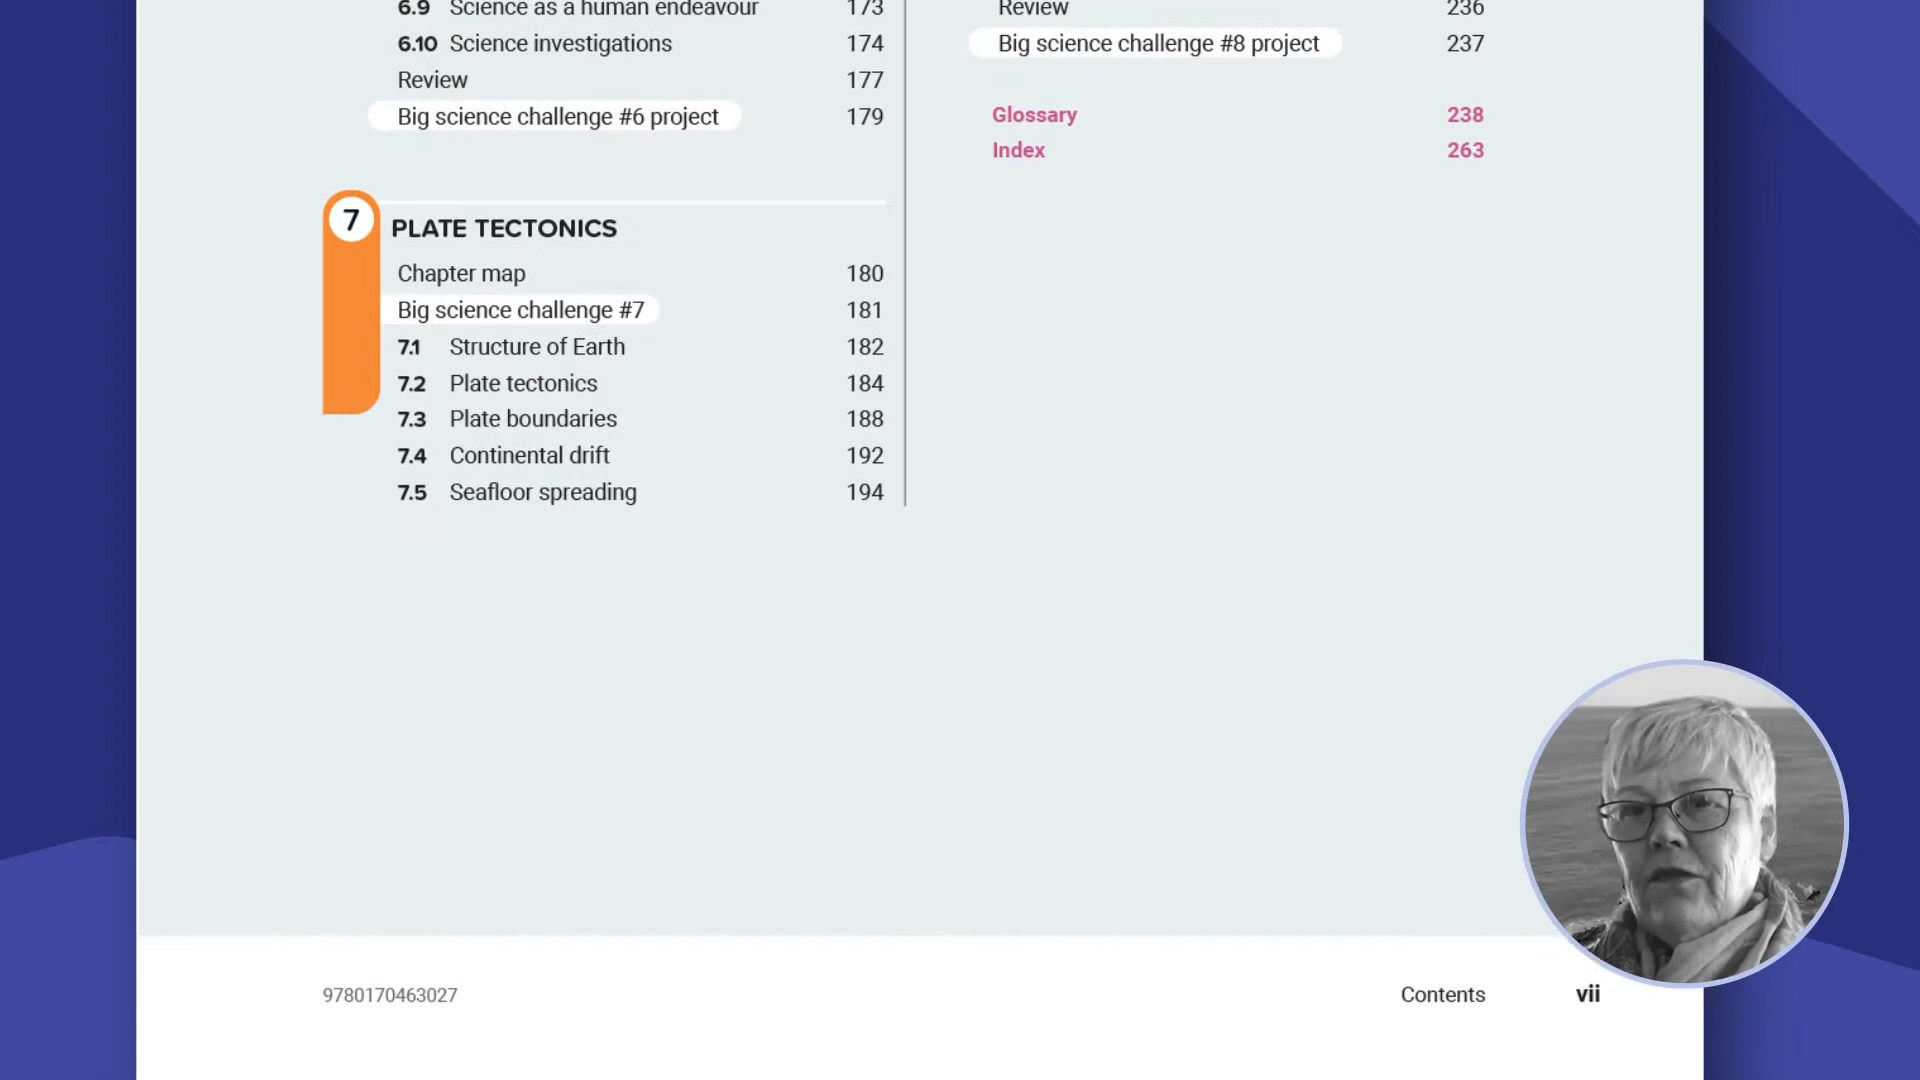 6.9 Science as a human endeavour 173
6.10 Science investigations 174
Review 177
Big science challenge #6 project 179
7 PLATE TECTONICS
Chapter map 180
Big science challenge #7 181
7.1 Structure of Earth 182
7.2 Plate tectonics 184
7.3 Plate boundaries 188
7.4 Continental drift 192
7.5 Seafloor spreading 194
Review 236
Big science challenge #8 project 237
Glossary 238
Index 263
9780170463027 Contents vii